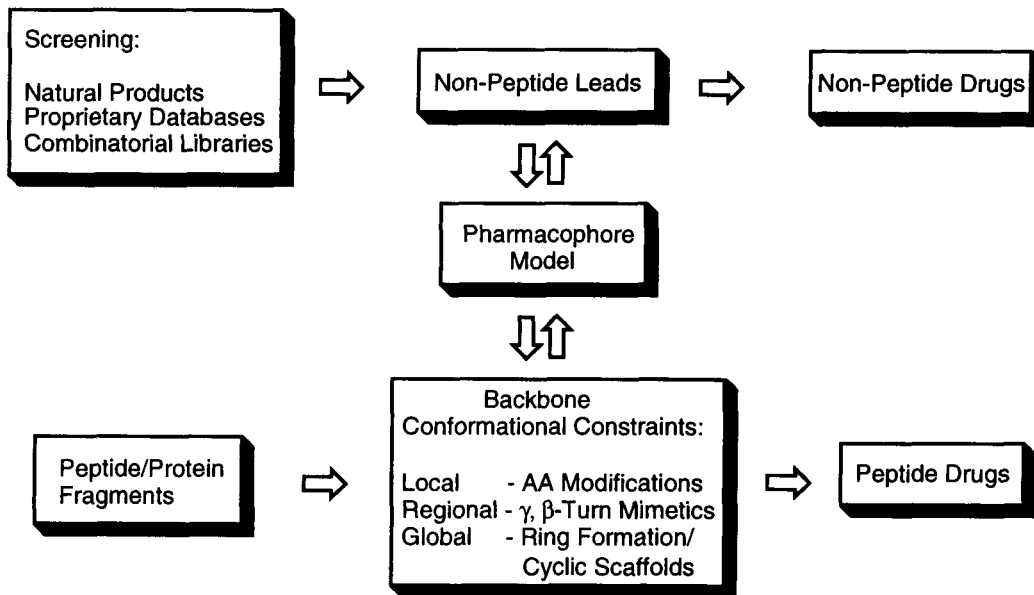 Screening:
Natural Products
Proprietary Databases
Combinatorial Libraries
Non-Peptide Leads
Non-Peptide Drugs
Pharmacophore
Model
Peptide/Protein
Fragments
Backbone
Conformational Constraints:
Local - AA Modifications
Regional - γ, β-Turn Mimetics
Global - Ring Formation/
Cyclic Scaffolds
Peptide Drugs